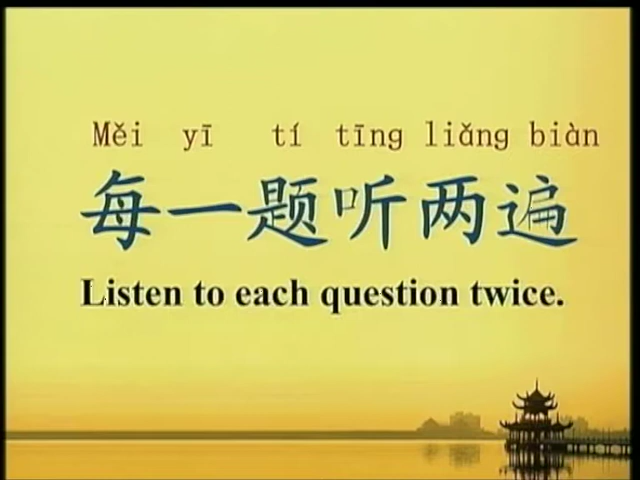 Měi yī tí tīng liǎng biàn
每一题听两遍
Listen to each question twice.